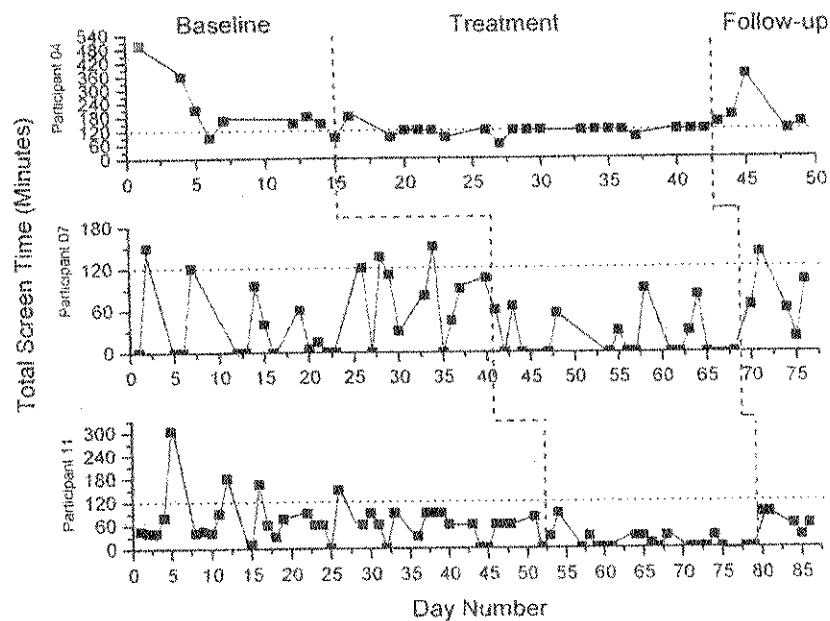 Baseline Treatment Follow-up
Total Screen Time (Minutes)
Participant 04
540
480
420
360
300
240
180
120
60
0
0 5 10 15 20 25 30 35 40 45 50
Participant 07
180
120
60
0
0 5 10 15 20 25 30 35 40 45 50 55 60 65 70 75
Participant 11
300
240
180
120
60
0
0 5 10 15 20 25 30 35 40 45 50 55 60 65 70 75 80 85
Day Number